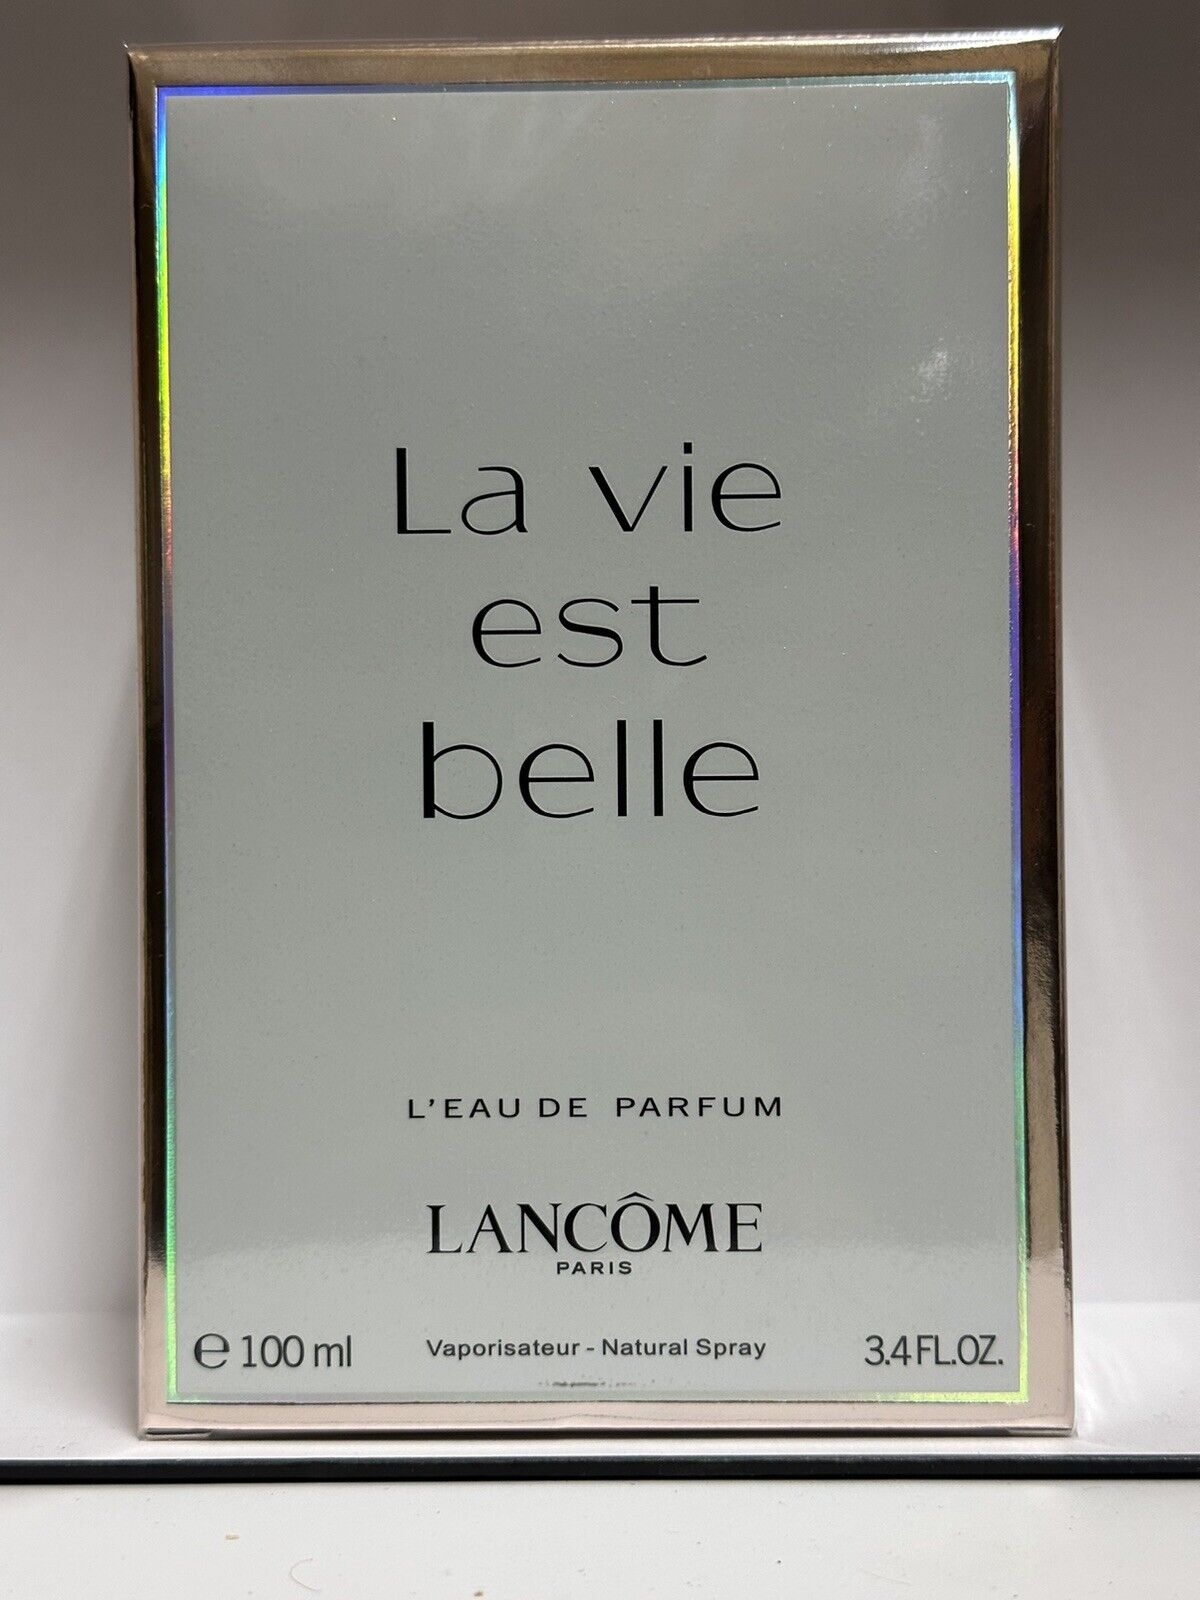 La vie
est
belle
L'EAU DE PARFUM
LANCÔME
PARIS
℮ 100 ml
Vaporisateur - Natural Spray
3.4 FL.OZ.